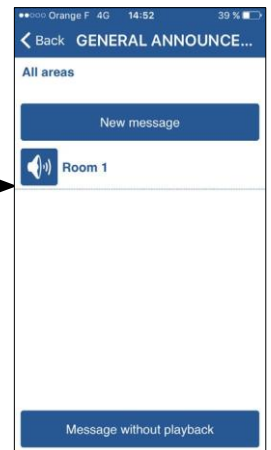 ●●○○○ Orange F 4G 14:52 39 %
Back GENERAL ANNOUNCE...
All areas
New message
Room 1
Message without playback